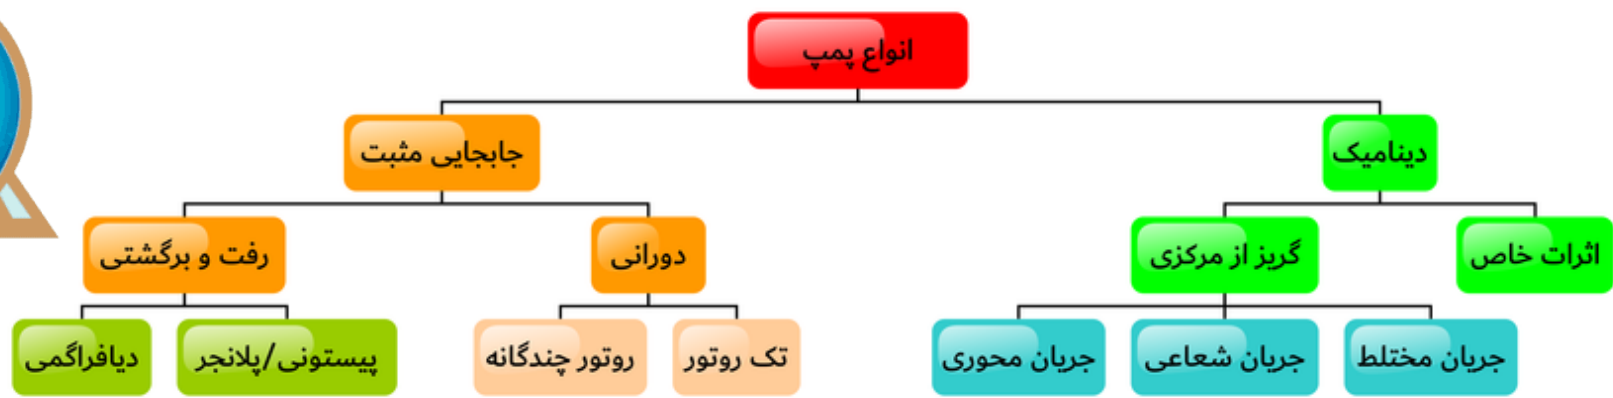 انواع پمپ
دینامیک
جابجایی مثبت
اثرات خاص
گریز از مرکزی
دورانی
رفت و برگشتی
جریان مختلط
جریان شعاعی
جریان محوری
تک روتور
روتور چندگانه
پیستونی/پلانجر
دیافراگمی